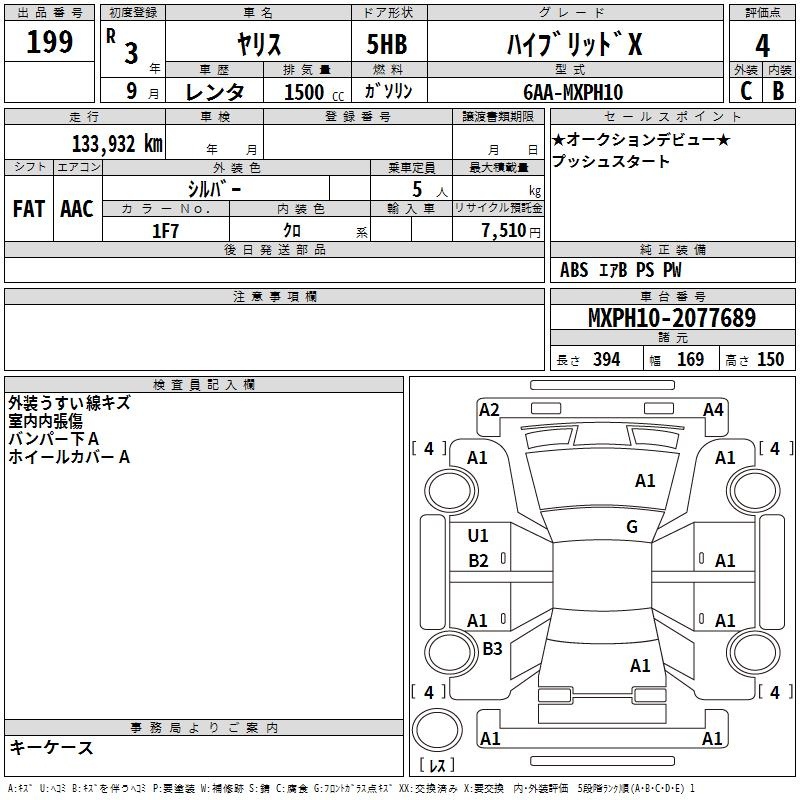 出品番号 初度登録 車名 ドア形状 グレード 評価点
199 R 3年 ヤリス 5HB ハイブリッドX 4
車歴 排気量 燃料 型式 外装 内装
9月 レンタ 1500CC ガソリン 6AA-MXPH10 C B
走行 車検 登録番号 譲渡書類期限 セールスポイント
133,932 km 年 月 月 日 ★オークションデビュー★
プッシュスタート
シフト エアコン 外装色 乗車定員 最大積載量
FAT AAC シルバー 5人 kg
カラーNo. 内装色 輸入車 リサイクル預託金
1F7 クロ 系 7,510円
後日発送部品 純正装備
ABS エアB PS PW
注意事項欄 車台番号
MXPH10-2077689
諸元
長さ 394 幅 169 高さ 150
検査員記入欄
外装うすい線キズ
室内内張傷
バンパー下A
ホイールカバーA
A2 A4
[ 4 ] [ 4 ]
A1 A1
A1
G
U1
B2 A1
A1 A1
B3
A1
[ 4 ] [ 4 ]
A1 A1
[ レス ]
事務局よりご案内
キーケース
A:キズ U:ヘコミ B:キズを伴うヘコミ P:要塗装 W:補修跡 S:錆 C:腐食 G:フロントガラス点キズ XX:交換済み X:要交換 内・外装評価 5段階ランク順(A・B・C・D・E) 1